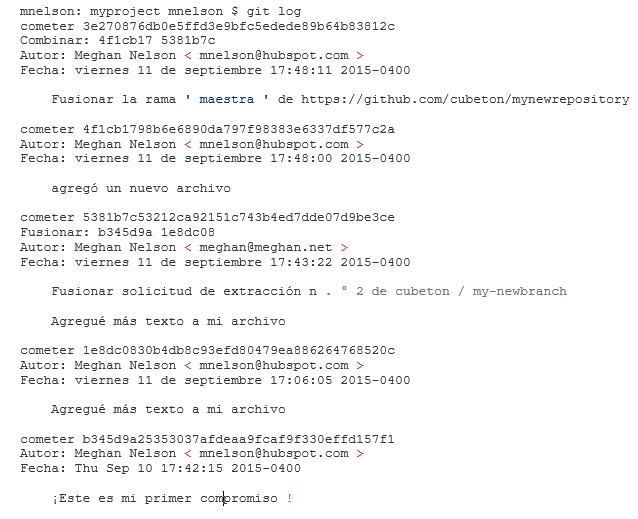 mnelson: myproject mnelson $ git log
cometer 3e270876db0e5ffd3e9bfc5edede89b64b83812c
Combinar: 4f1cb17 5381b7c
Autor: Meghan Nelson < mnelson@hubspot.com >
Fecha: viernes 11 de septiembre 17:48:11 2015-0400
Fusionar la rama ' maestra ' de https://github.com/cubeton/mynewrepository
cometer 4f1cb1798b6e6890da797f98383e6337df577c2a
Autor: Meghan Nelson < mnelson@hubspot.com >
Fecha: viernes 11 de septiembre 17:48:00 2015-0400
agregó un nuevo archivo
cometer 5381b7c53212ca92151c743b4ed7dde07d9be3ce
Fusionar: b345d9a 1e8dc08
Autor: Meghan Nelson < meghan@meghan.net >
Fecha: viernes 11 de septiembre 17:43:22 2015-0400
Fusionar solicitud de extracción n . ° 2 de cubeton / my-newbranch
Agregué más texto a mi archivo
cometer 1e8dc0830b4db8c93efd80479ea886264768520c
Autor: Meghan Nelson < mnelson@hubspot.com >
Fecha: viernes 11 de septiembre 17:06:05 2015-0400
Agregué más texto a mi archivo
cometer b345d9a25353037afdeaa9fcaf9f330effd157f1
Autor: Meghan Nelson < mnelson@hubspot.com >
Fecha: Thu Sep 10 17:42:15 2015-0400
¡Este es mi primer compromiso !